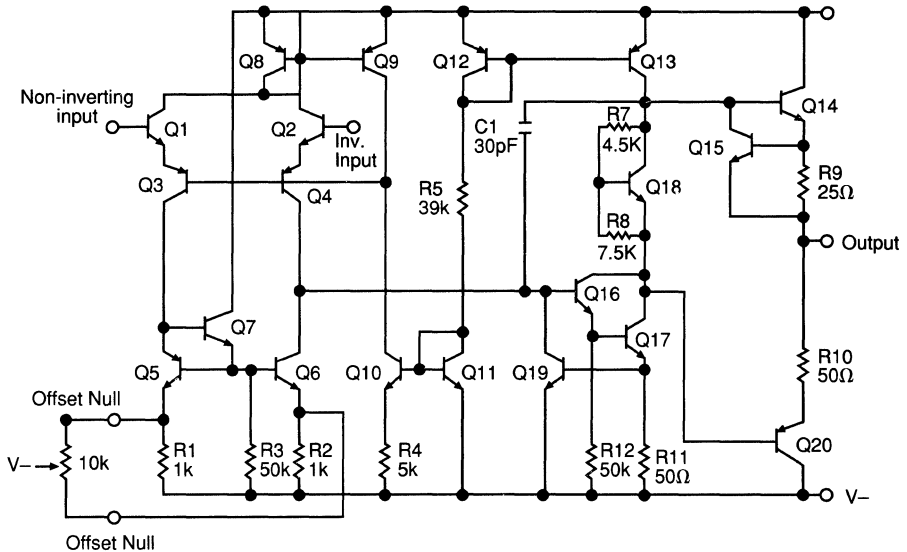 Q8
Q9
Q12
Q13
Non-inverting
input
Q1
Q2
Inv.
Input
C1
30pF
R7
4.5K
Q14
Q15
Q3
Q4
R5
39k
Q18
R9
25Ω
R8
7.5K
Output
Q16
Q7
Q17
Q5
Q6
Q10
Q11
Q19
R10
50Ω
Offset Null
V–
10k
R1
1k
R3
50k
R2
1k
R4
5k
R12
50k
R11
50Ω
Q20
V–
Offset Null